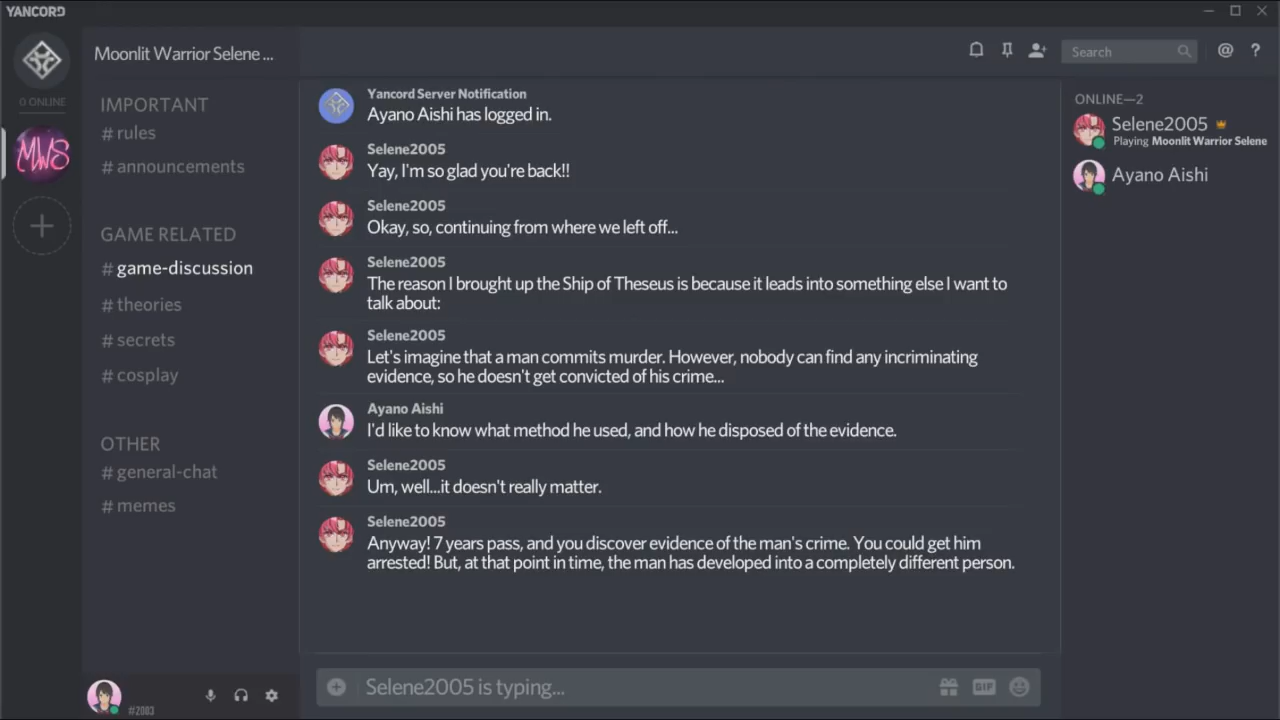 YANCORD
Moonlit Warrior Selene ...
Search
@
?
0 ONLINE
MWS
IMPORTANT
# rules
# announcements
GAME RELATED
# game-discussion
# theories
# secrets
# cosplay
OTHER
# general-chat
# memes
#2003
Yancord Server Notification
Ayano Aishi has logged in.
Selene2005
Yay, I'm so glad you're back!!
Selene2005
Okay, so, continuing from where we left off...
Selene2005
The reason I brought up the Ship of Theseus is because it leads into something else I want to
talk about:
Selene2005
Let's imagine that a man commits murder. However, nobody can find any incriminating
evidence, so he doesn't get convicted of his crime...
Ayano Aishi
I'd like to know what method he used, and how he disposed of the evidence.
Selene2005
Um, well...it doesn't really matter.
Selene2005
Anyway! 7 years pass, and you discover evidence of the man's crime. You could get him
arrested! But, at that point in time, the man has developed into a completely different person.
Selene2005 is typing...
GIF
ONLINE—2
Selene2005
Playing Moonlit Warrior Selene
Ayano Aishi